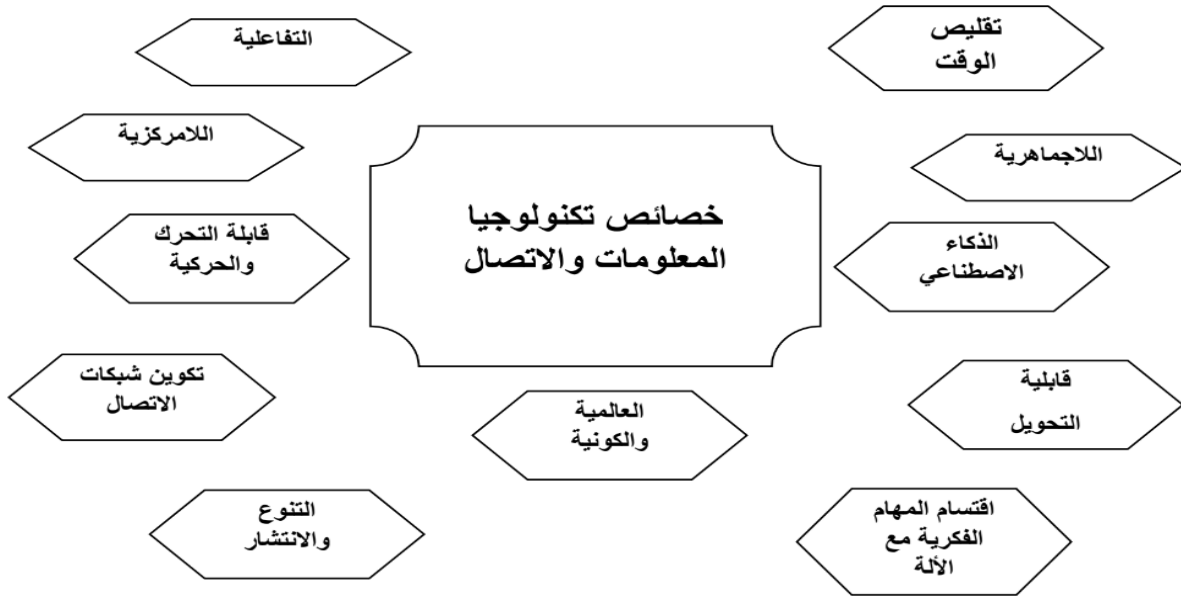 تقليص
الوقت
التفاعلية
اللامركزية
اللاجماهرية
خصائص تكنولوجيا
المعلومات والاتصال
قابلة التحرك
والحركية
الذكاء
الاصطناعي
تكوين شبكات
الاتصال
قابلية
التحويل
العالمية
والكونية
التنوع
والانتشار
اقتسام المهام
الفكرية مع
الألة